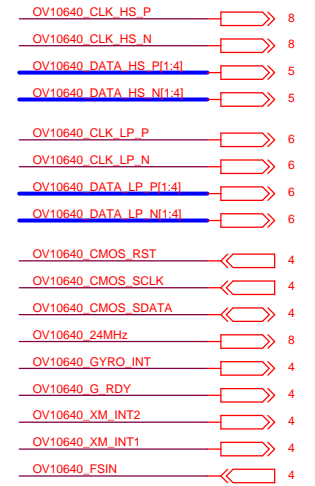 OV10640_CLK_HS_P 8
OV10640_CLK_HS_N 8
OV10640_DATA_HS_P[1:4] 5
OV10640_DATA_HS_N[1:4] 5
OV10640_CLK_LP_P 6
OV10640_CLK_LP_N 6
OV10640_DATA_LP_P[1:4] 6
OV10640_DATA_LP_N[1:4] 6
OV10640_CMOS_RST 4
OV10640_CMOS_SCLK 4
OV10640_CMOS_SDATA 4
OV10640_24MHz 8
OV10640_GYRO_INT 4
OV10640_G_RDY 4
OV10640_XM_INT2 4
OV10640_XM_INT1 4
OV10640_FSIN 4